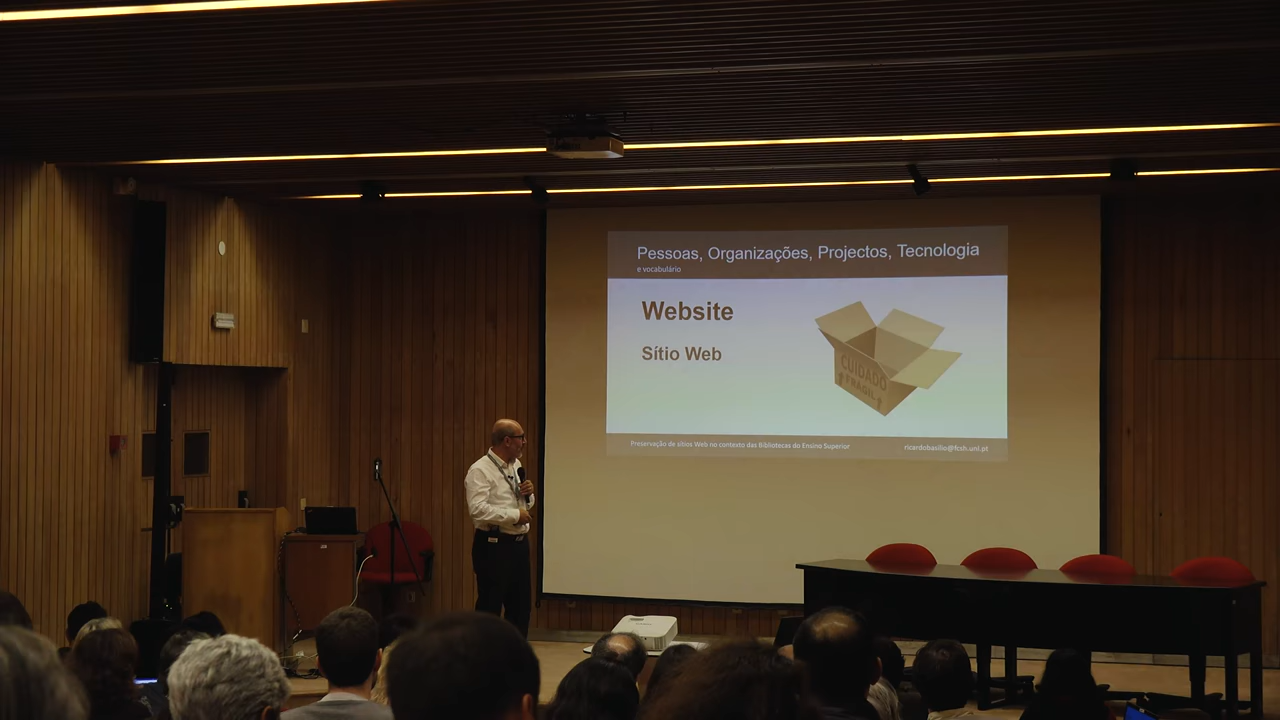 Pessoas, Organizações, Projectos, Tecnologia
e vocabulário
Website
Sítio Web
CUIDADO
FRÁGIL
Preservação de sítios Web no contexto das Bibliotecas do Ensino Superior
ricardobasilio@fcsh.unl.pt